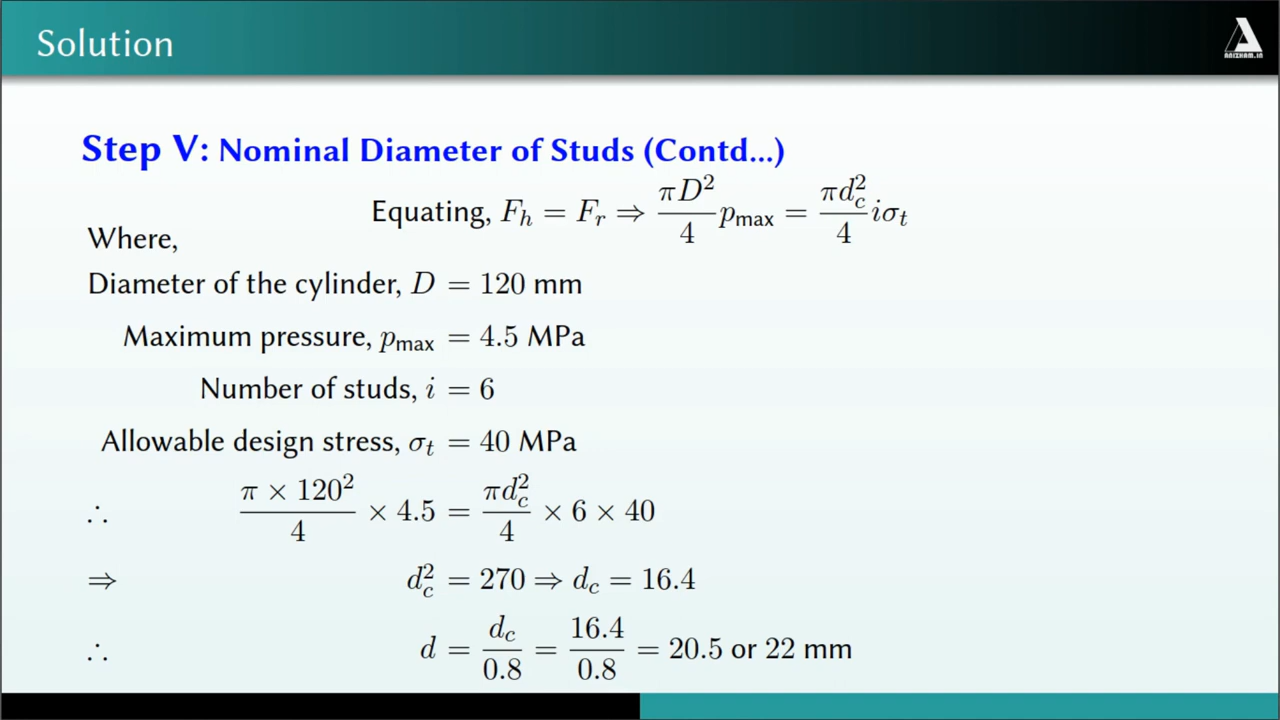 Solution
ARIZHAM.IN
Step V: Nominal Diameter of Studs (Contd...)
Equating, F_h = F_r ⇒ πD²/4 p_max = πd_c²/4 iσ_t
Where,
Diameter of the cylinder, D = 120 mm
Maximum pressure, p_max = 4.5 MPa
Number of studs, i = 6
Allowable design stress, σ_t = 40 MPa
∴ π × 120²/4 × 4.5 = πd_c²/4 × 6 × 40
⇒ d_c² = 270 ⇒ d_c = 16.4
∴ d = d_c/0.8 = 16.4/0.8 = 20.5 or 22 mm